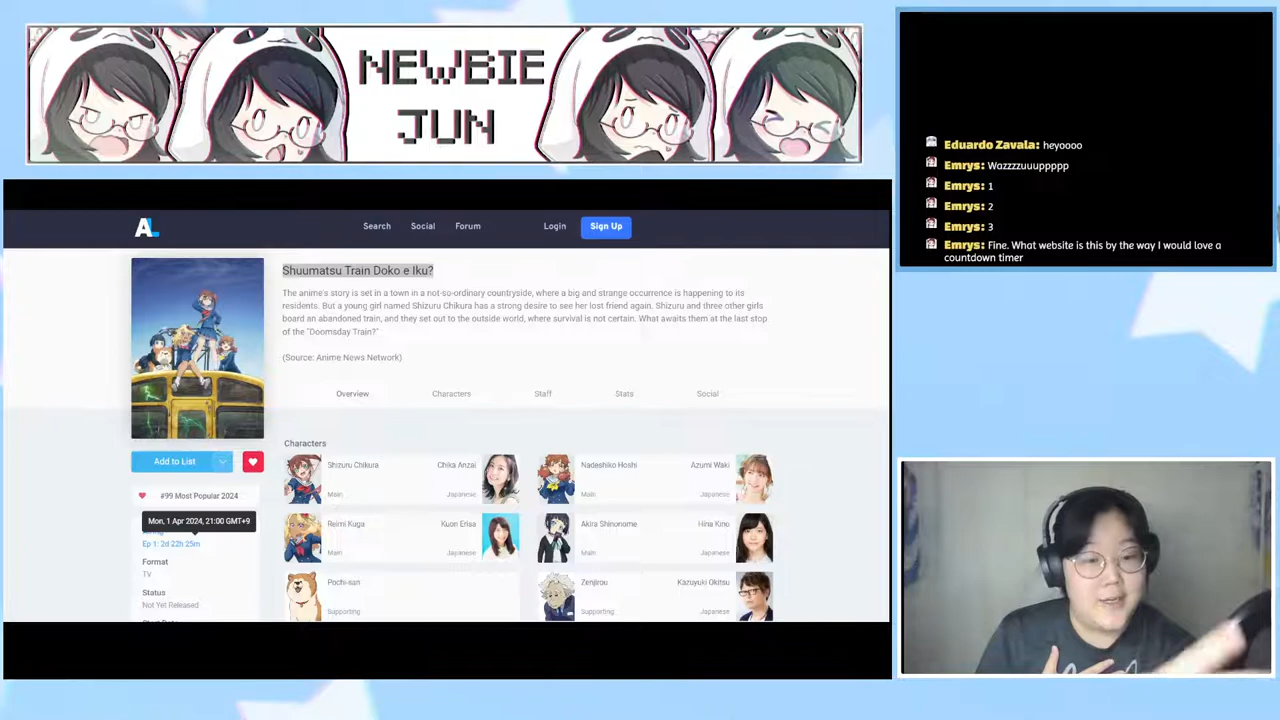 NEWBIE
JUN
Eduardo Zavala: heyoooo
Emrys: Wazzzzuuuppppp
Emrys: 1
Emrys: 2
Emrys: 3
Emrys: Fine. What website is this by the way I would love a
countdown timer
AL
Search
Social
Forum
Login
Sign Up
Shuumatsu Train Doko e Iku?
The anime's story is set in a town in a not-so-ordinary countryside, where a big and strange occurrence is happening to its
residents. But a young girl named Shizuru Chikura has a strong desire to see her lost friend again. Shizuru and three other girls
board an abandoned train, and they set out to the outside world, where survival is not certain. What awaits them at the last stop
of the "Doomsday Train?"
(Source: Anime News Network)
Overview
Characters
Staff
Stats
Social
Add to List
#99 Most Popular 2024
Mon, 1 Apr 2024, 21:00 GMT+9
Ep 1: 2d 22h 25m
Format
TV
Status
Not Yet Released
Characters
Shizuru Chikura
Main
Chika Anzai
Japanese
Nadeshiko Hoshi
Main
Azumi Waki
Japanese
Reimi Kuga
Main
Kuon Erisa
Japanese
Akira Shinonome
Main
Hina Kino
Japanese
Pochi-san
Supporting
Zenjirou
Supporting
Kazuyuki Okitsu
Japanese